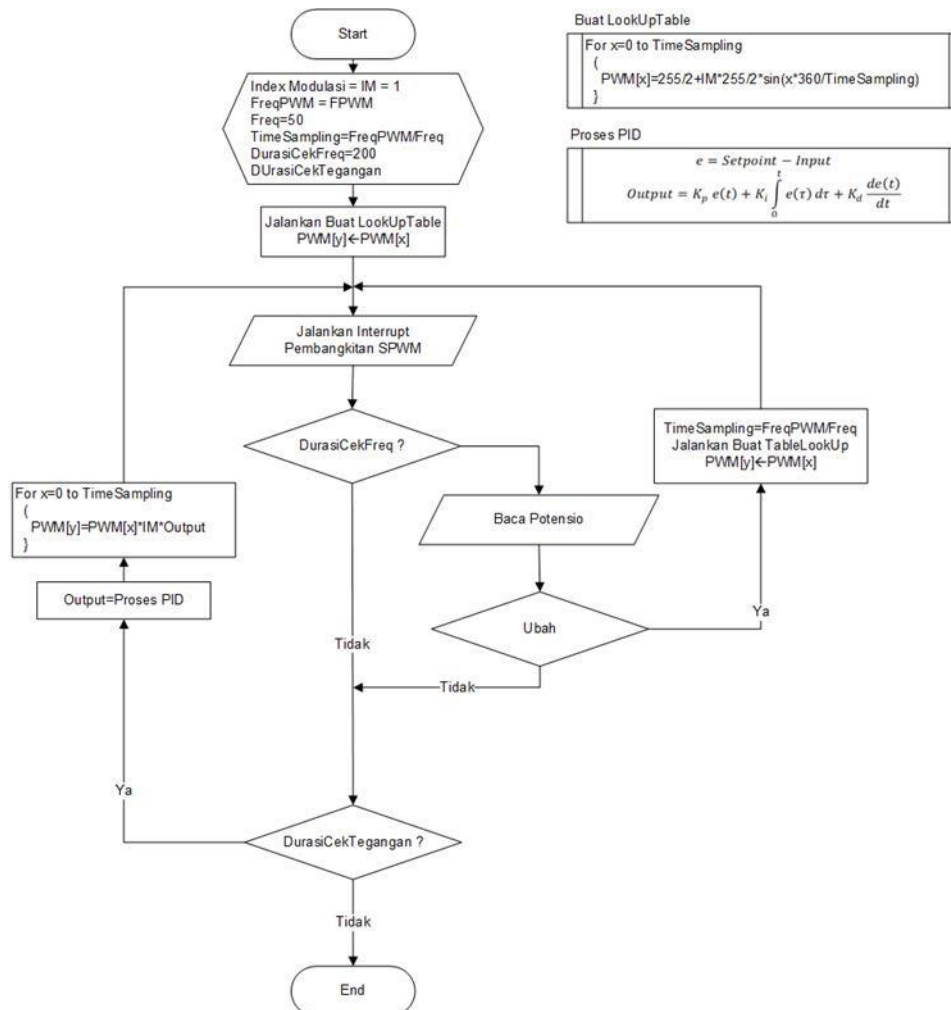 Start
Index Modulasi = IM = 1
FreqPWM = FPWM
Freq=50
TimeSampling=FreqPWM/Freq
DurasiCekFreq=200
DUrasiCekTegangan
Jalankan Buat LookUpTable
PWM[y]←PWM[x]
Jalankan Interrupt
Pembangkitan SPWM
DurasiCekFreq ?
Baca Potensio
Ubah
Ya
TimeSampling=FreqPWM/Freq
Jalankan Buat TableLookUp
PWM[y]←PWM[x]
Tidak
Tidak
DurasiCekTegangan ?
Ya
Output=Proses PID
For x=0 to TimeSampling
{
PWM[y]=PWM[x]*IM*Output
}
Tidak
End
Buat LookUpTable
For x=0 to TimeSampling
{
PWM[x]=255/2+IM*255/2*sin(x*360/TimeSampling)
}
Proses PID
e = Setpoint − Input
Output = K_p e(t) + K_i ∫_0^t e(τ) dτ + K_d de(t)/dt